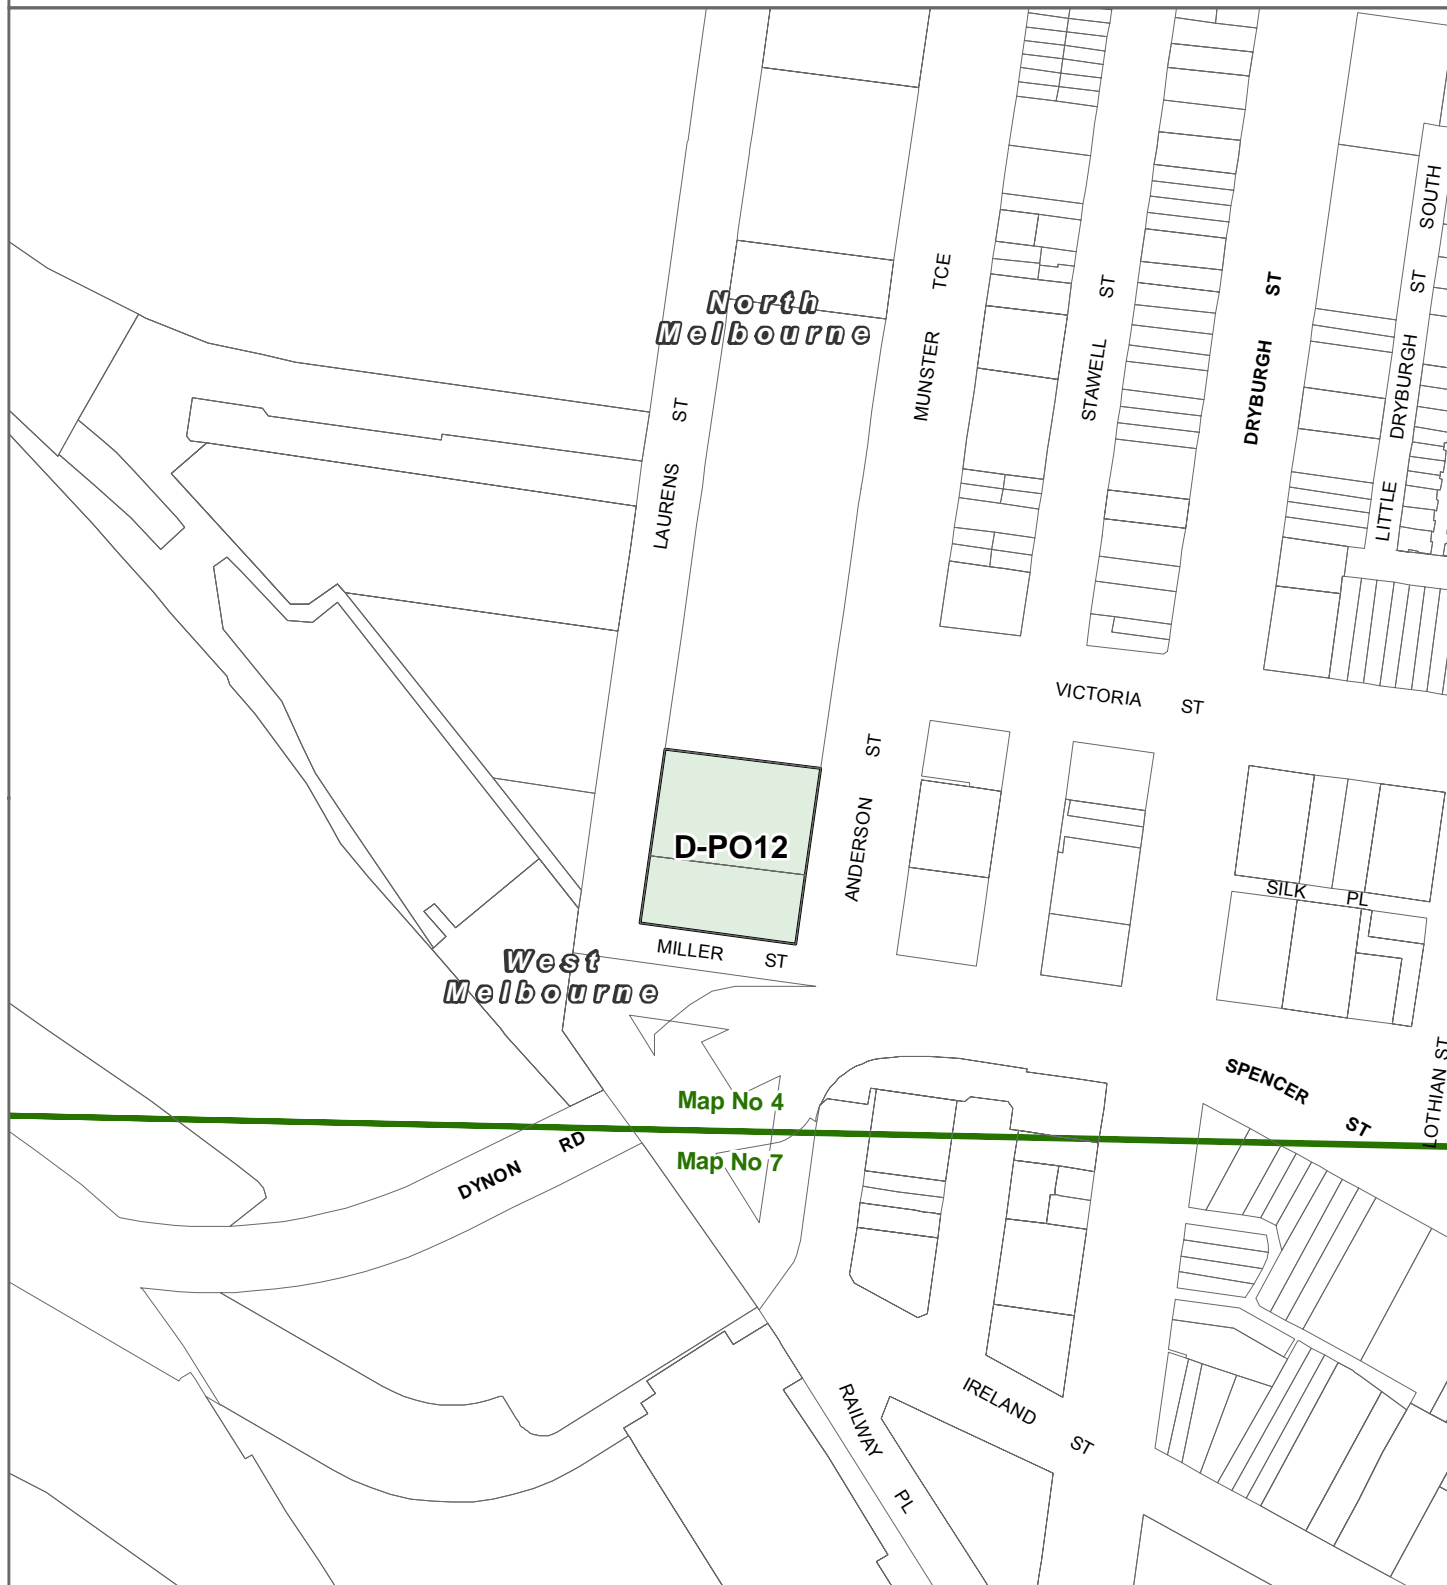 SOUTH
ST
DRYBURGH
LITTLE
TCE
MUNSTER
ST
STAWELL
ST
DRYBURGH
North
Melbourne
ST
LAURENS
VICTORIA ST
ST
ANDERSON
D-PO12
SILK PL
MILLER ST
West
Melbourne
SPENCER
ST
LOTHIAN ST
Map No 4
Map No 7
DYNON RD
IRELAND
ST
RAILWAY
PL